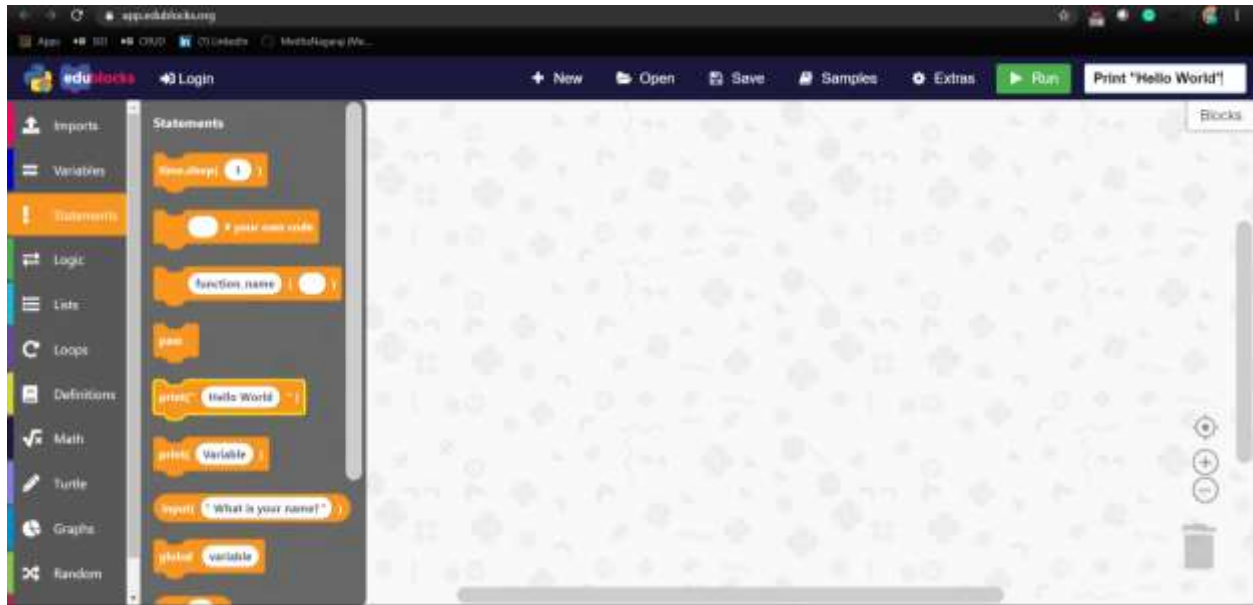 app.edublocks.org
Apps
LinkedIn
edublocks
Login
+ New
Open
Save
Samples
Extras
Run
Print "Hello World"
Blocks
Imports
Variables
Statements
Logic
Lists
Loops
Definitions
Math
Turtle
Graphs
Random
Statements
time.sleep( 1 )
# your own code
function_name ( )
pass
print(" Hello World ")
print( Variable )
input( " What is your name? " )
global variable